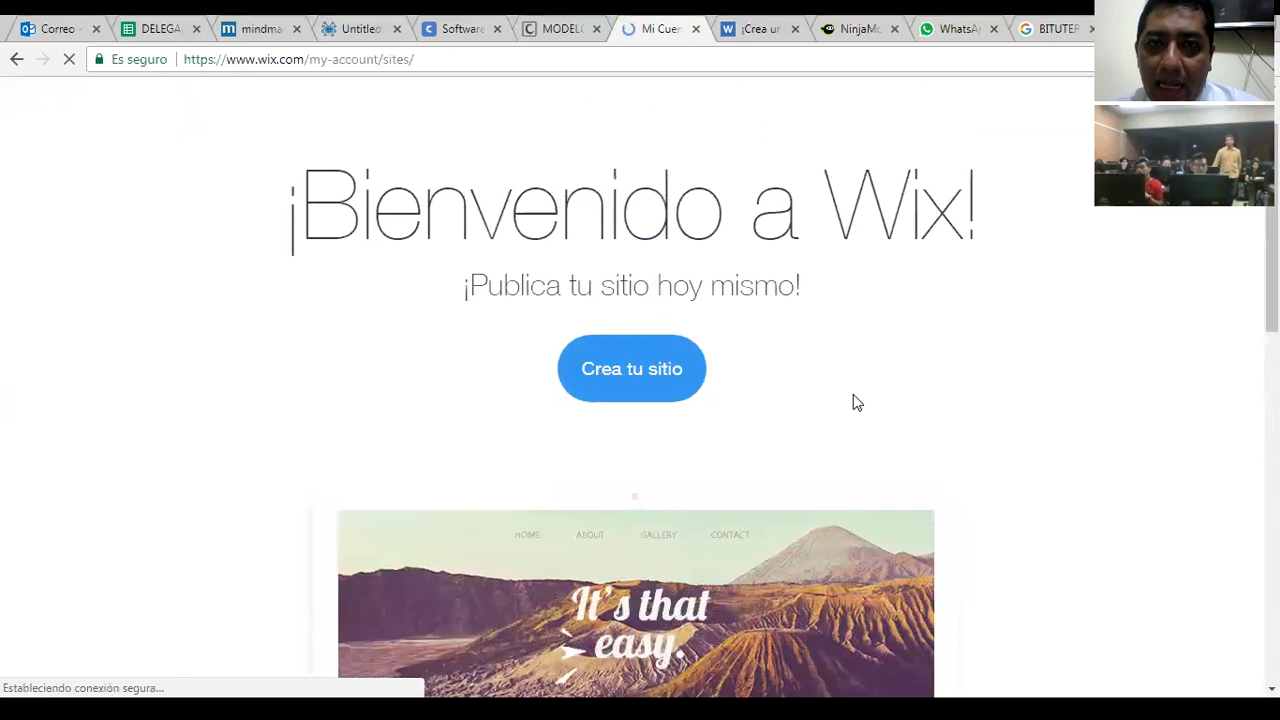 Correo -
DELEGA
mindma
Untitled
Software
MODELO
Mi Cuen
¡Crea un
NinjaMo
WhatsAp
BITUTER
Es seguro
https://www.wix.com/my-account/sites/
¡Bienvenido a Wix!
¡Publica tu sitio hoy mismo!
Crea tu sitio
HOME ABOUT GALLERY CONTACT
It's that
easy.
Estableciendo conexión segura...